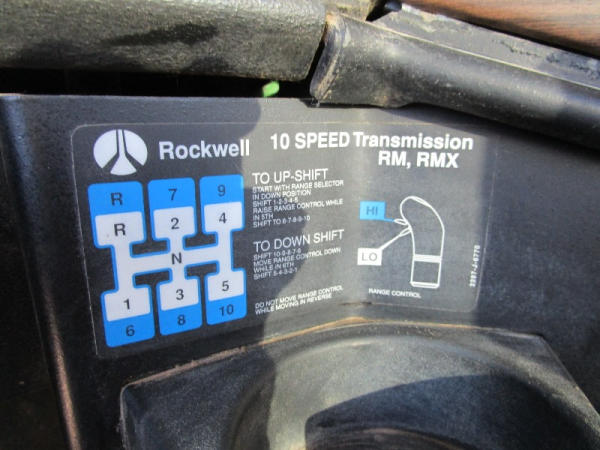 Rockwell 10 SPEED Transmission
RM, RMX
R 7 9
R 2 4
N
1 3 5
6 8 10
TO UP-SHIFT
START WITH RANGE SELECTOR
IN DOWN POSITION
SHIFT 1-2-3-4-5
RAISE RANGE CONTROL WHILE
IN 5TH
SHIFT TO 6-7-8-9-10
TO DOWN SHIFT
SHIFT 10-9-8-7-6
MOVE RANGE CONTROL DOWN
WHILE IN 6TH
SHIFT 5-4-3-2-1
DO NOT MOVE RANGE CONTROL
WHILE MOVING IN REVERSE
HI
LO
RANGE CONTROL